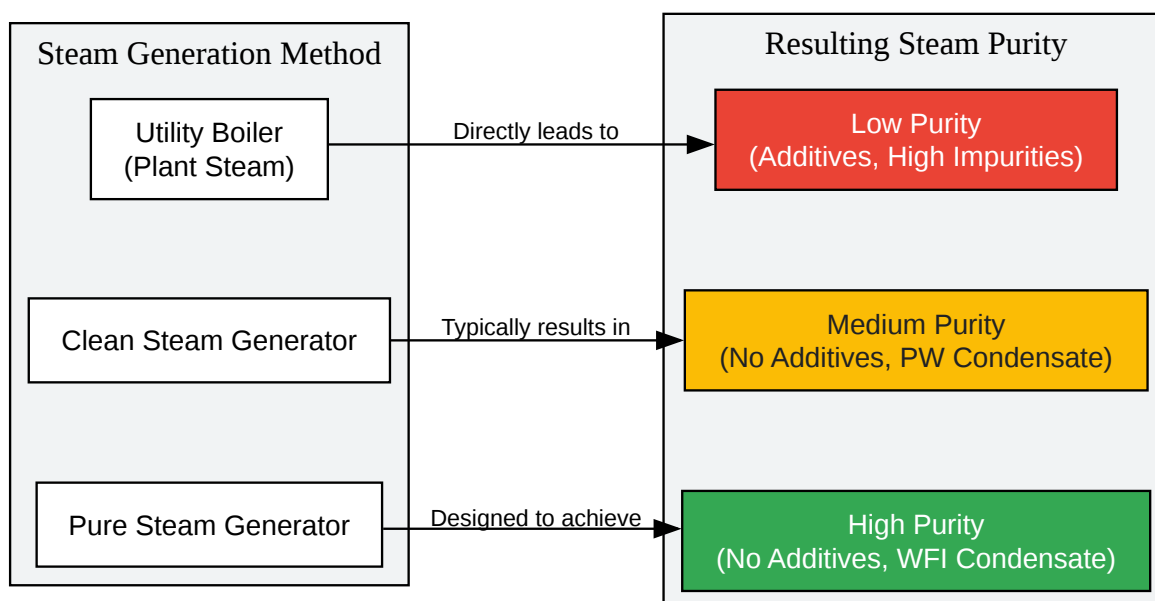 Steam Generation Method
Resulting Steam Purity
Utility Boiler
(Plant Steam)
Directly leads to
Low Purity
(Additives, High Impurities)
Clean Steam Generator
Typically results in
Medium Purity
(No Additives, PW Condensate)
Pure Steam Generator
Designed to achieve
High Purity
(No Additives, WFI Condensate)